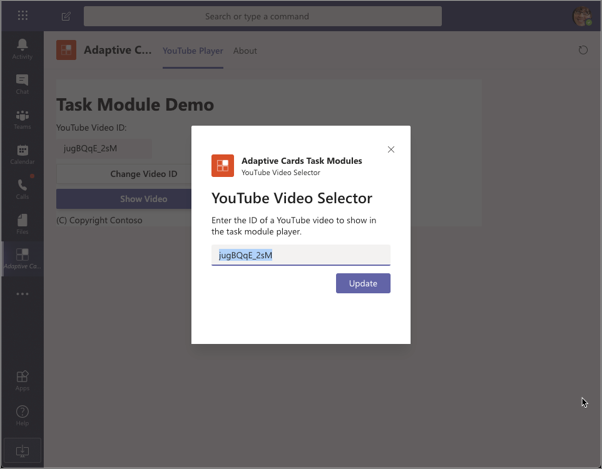 Search or type a command
Activity
Chat
Teams
Calendar
Calls
Files
Adaptive Ca...
Apps
Help
Adaptive C...
YouTube Player
About
Task Module Demo
YouTube Video ID:
jugBQqE_2sM
Change Video ID
Show Video
(C) Copyright Contoso
Adaptive Cards Task Modules
YouTube Video Selector
YouTube Video Selector
Enter the ID of a YouTube video to show in
the task module player.
jugBQqE_2sM
Update